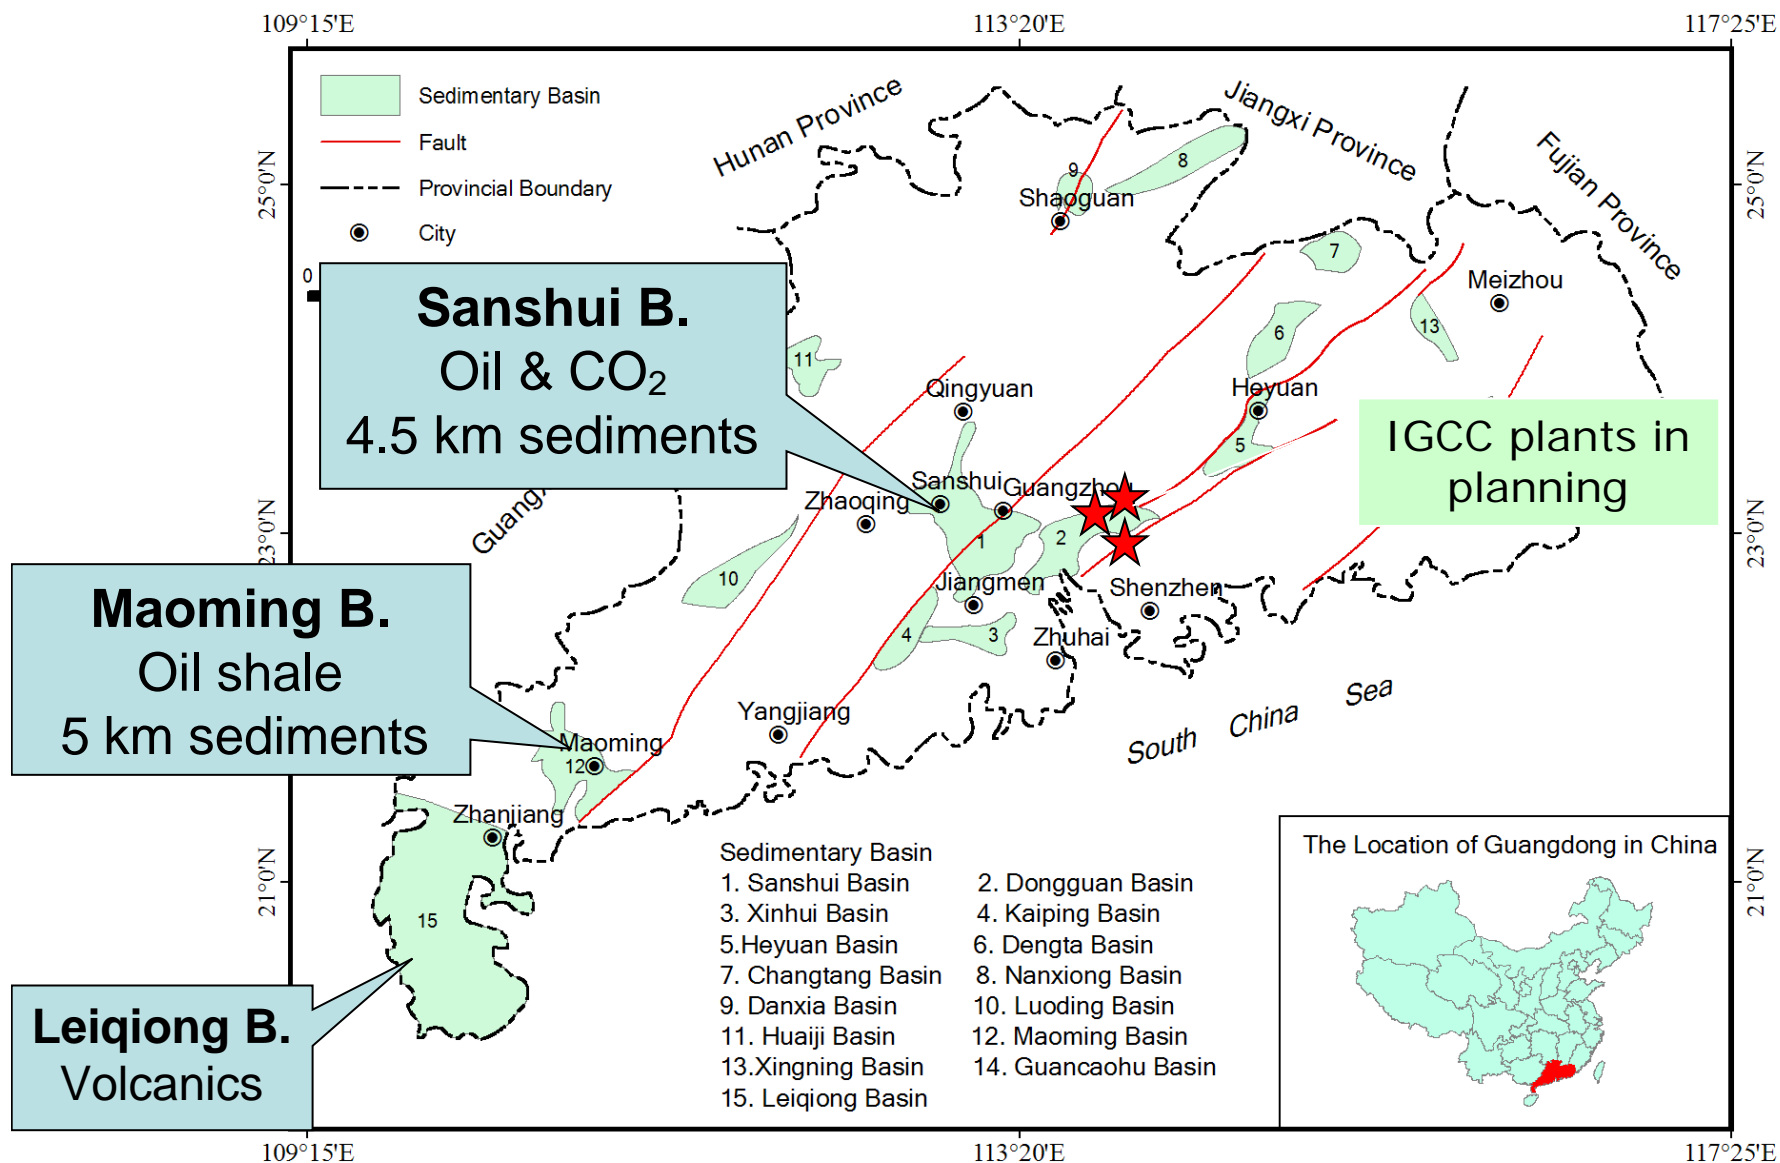 109°15'E
113°20'E
117°25'E
Sedimentary Basin
Fault
Provincial Boundary
City
0
Hunan Province
Jiangxi Province
Fujian Province
25°0'N
25°0'N
9
8
Shaoguan
7
Meizhou
13
6
11
Sanshui B.
Oil & CO₂
4.5 km sediments
Qingyuan
Heyuan
5
IGCC plants in
planning
Sanshui
Guangzhou
Zhaoqing
23°0'N
23°0'N
1
2
10
Jiangmen
Shenzhen
4
3
Zhuhai
Maoming B.
Oil shale
5 km sediments
Yangjiang
Maoming
12
South China Sea
Zhanjiang
15
21°0'N
21°0'N
Leiqiong B.
Volcanics
Sedimentary Basin
1. Sanshui Basin 2. Dongguan Basin
3. Xinhui Basin 4. Kaiping Basin
5.Heyuan Basin 6. Dengta Basin
7. Changtang Basin 8. Nanxiong Basin
9. Danxia Basin 10. Luoding Basin
11. Huaiji Basin 12. Maoming Basin
13.Xingning Basin 14. Guancaohu Basin
15. Leiqiong Basin
The Location of Guangdong in China
109°15'E
113°20'E
117°25'E